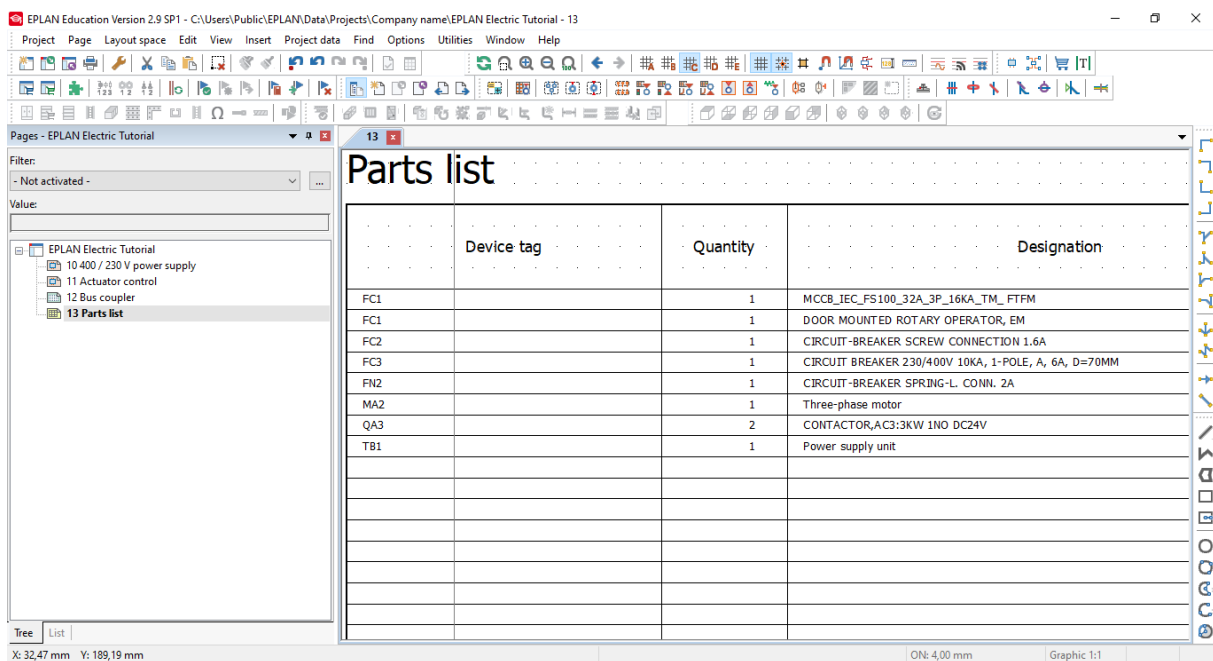 EPLAN Education Version 2.9 SP1 - C:\Users\Public\EPLAN\Data\Projects\Company name\EPLAN Electric Tutorial - 13
Project Page Layout space Edit View Insert Project data Find Options Utilities Window Help
Pages - EPLAN Electric Tutorial
Filter:
- Not activated -
...
Value:
EPLAN Electric Tutorial
10 400 / 230 V power supply
11 Actuator control
12 Bus coupler
13 Parts list
Tree List
13
Parts list
Device tag Quantity Designation
FC1 1 MCCB_IEC_FS100_32A_3P_16KA_TM_ FTFM
FC1 1 DOOR MOUNTED ROTARY OPERATOR, EM
FC2 1 CIRCUIT-BREAKER SCREW CONNECTION 1.6A
FC3 1 CIRCUIT BREAKER 230/400V 10KA, 1-POLE, A, 6A, D=70MM
FN2 1 CIRCUIT-BREAKER SPRING-L. CONN. 2A
MA2 1 Three-phase motor
QA3 2 CONTACTOR,AC3:3KW 1NO DC24V
TB1 1 Power supply unit
X: 32,47 mm Y: 189,19 mm ON: 4,00 mm Graphic 1:1